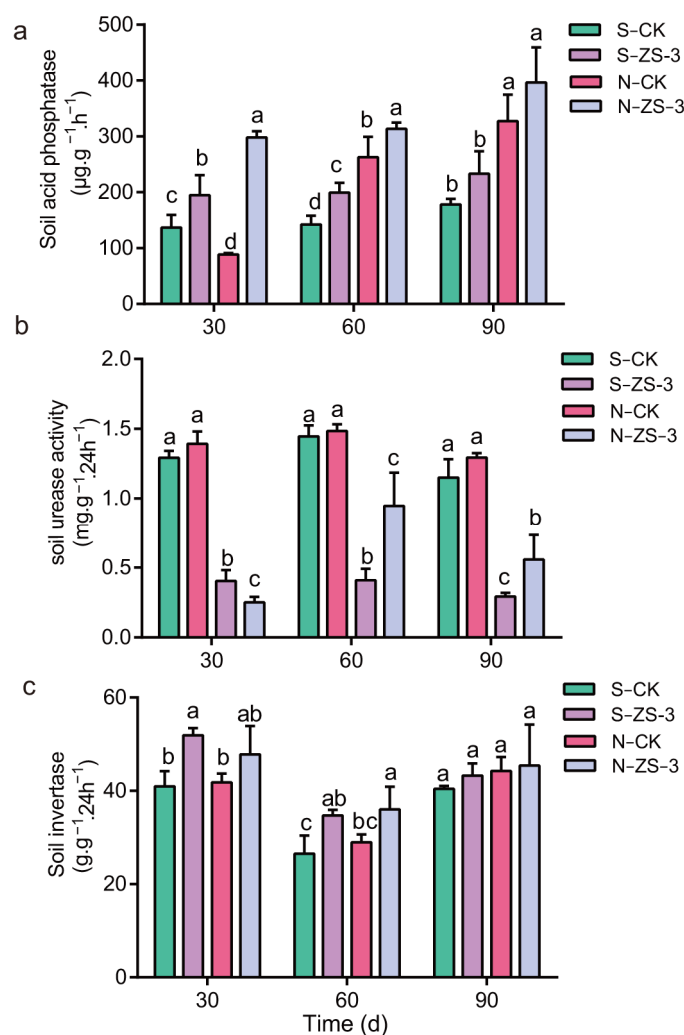 a
Soil acid phosphatase
(µg.g⁻¹.h⁻¹)
500
400
300
200
100
0
c
b
d
a
d
c
b
a
b
b
a
a
30
60
90
S−CK
S−ZS-3
N−CK
N−ZS-3
b
soil urease activity
(mg.g⁻¹.24h⁻¹)
2.0
1.5
1.0
0.5
0.0
a
a
b
c
a
a
b
c
a
a
c
b
30
60
90
S−CK
S−ZS-3
N−CK
N−ZS−3
c
Soil invertase
(g.g⁻¹.24h⁻¹)
60
40
20
0
b
a
b
ab
c
ab
bc
a
a
a
a
a
30
60
90
Time (d)
S−CK
S−ZS-3
N−CK
N−ZS-3